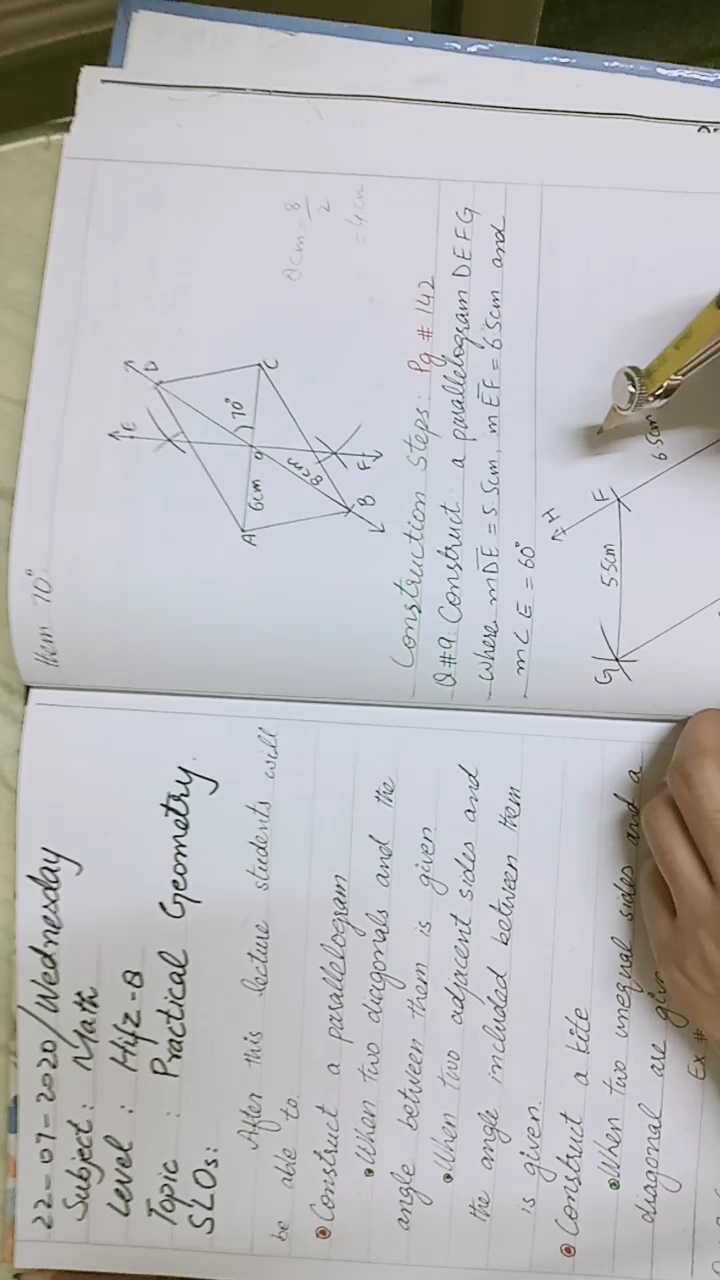 22-07-2020/Wednesday
Subject: Math
Level: Hifz-8
Topic: Practical Geometry.
SLOs:
After this lecture students will
be able to
Construct a parallelogram
When two diagonals and the
angle between them is given
When two adjacent sides and
the angle included between them
is given.
Construct a kite
When two unequal sides and a
diagonal are
Ex #
70°
E
D
A
6cm
O
70°
C
8cm
F
B
8
2
= 4cm
Construction Steps: Pg # 142
Q#9: Construct a parallelogram DEFG
Where mDE = 5.5cm, mEF = 6.5cm and
m∠E = 60°
H
G
5.5cm
F
6.5cm